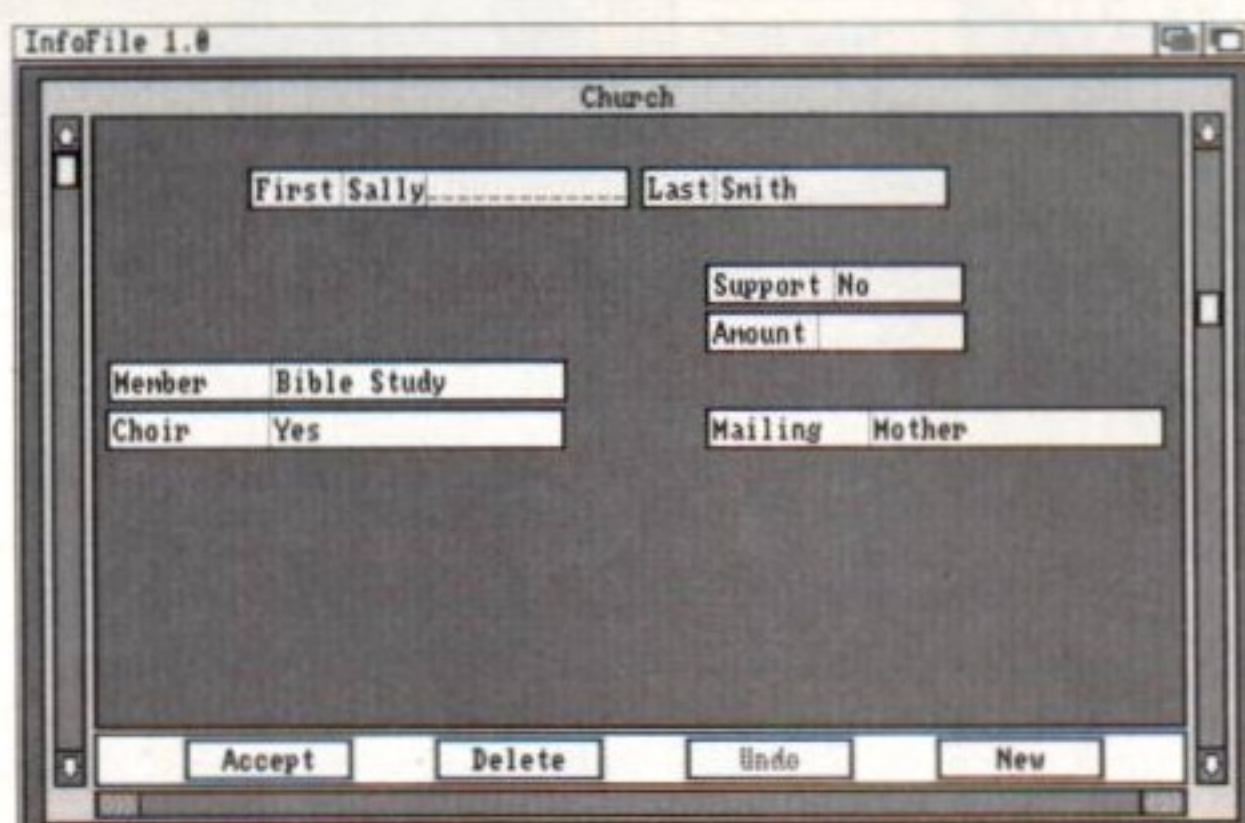 InfoFile 1.0
Church
First Sally Last Smith
Support No
Amount
Member Bible Study
Choir Yes Mailing Mother
Accept Delete Undo New